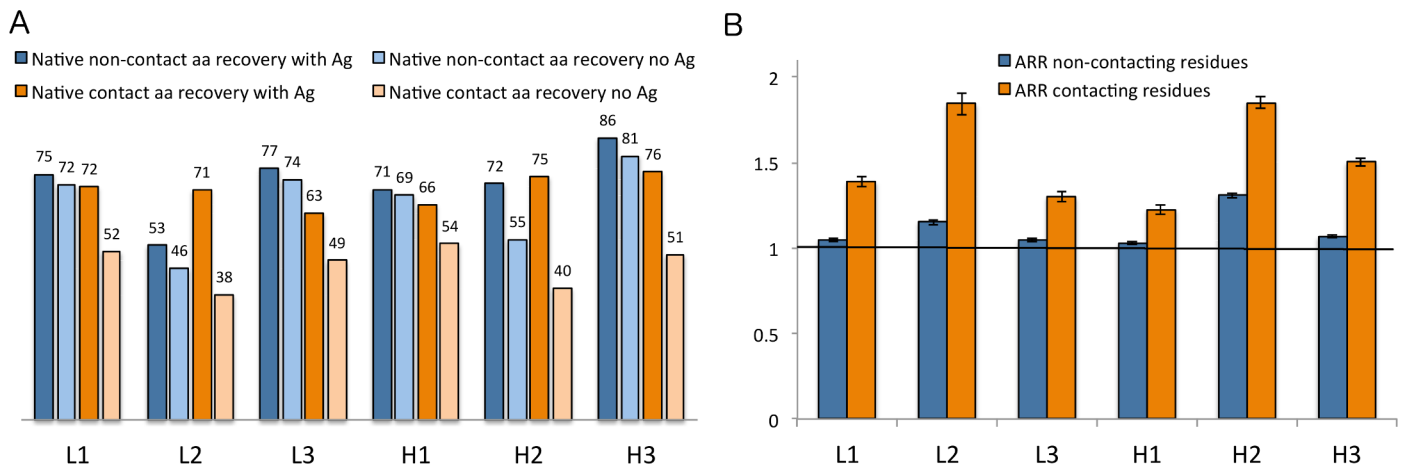 A
Native non-contact aa recovery with Ag
Native non-contact aa recovery no Ag
Native contact aa recovery with Ag
Native contact aa recovery no Ag
75 72 72 52
53 46 71 38
77 74 63 49
71 69 66 54
72 55 75 40
86 81 76 51
L1 L2 L3 H1 H2 H3
B
ARR non-contacting residues
ARR contacting residues
2
1.5
1
0.5
0
L1 L2 L3 H1 H2 H3